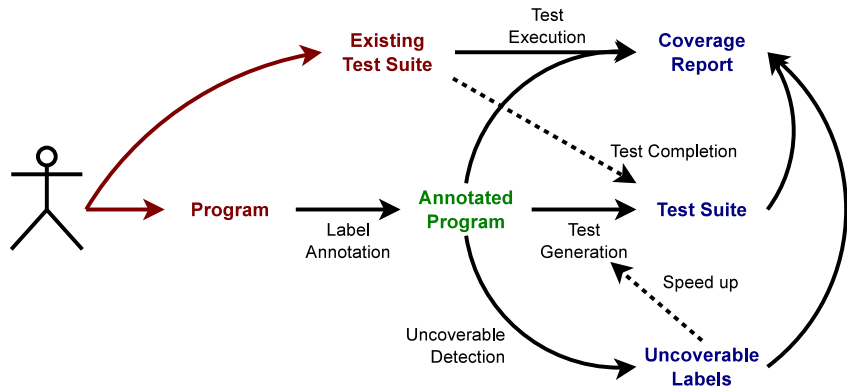 Test
Execution
Existing
Test Suite
Coverage
Report
Test Completion
Program
Label
Annotation
Annotated
Program
Test
Generation
Test Suite
Speed up
Uncoverable
Detection
Uncoverable
Labels